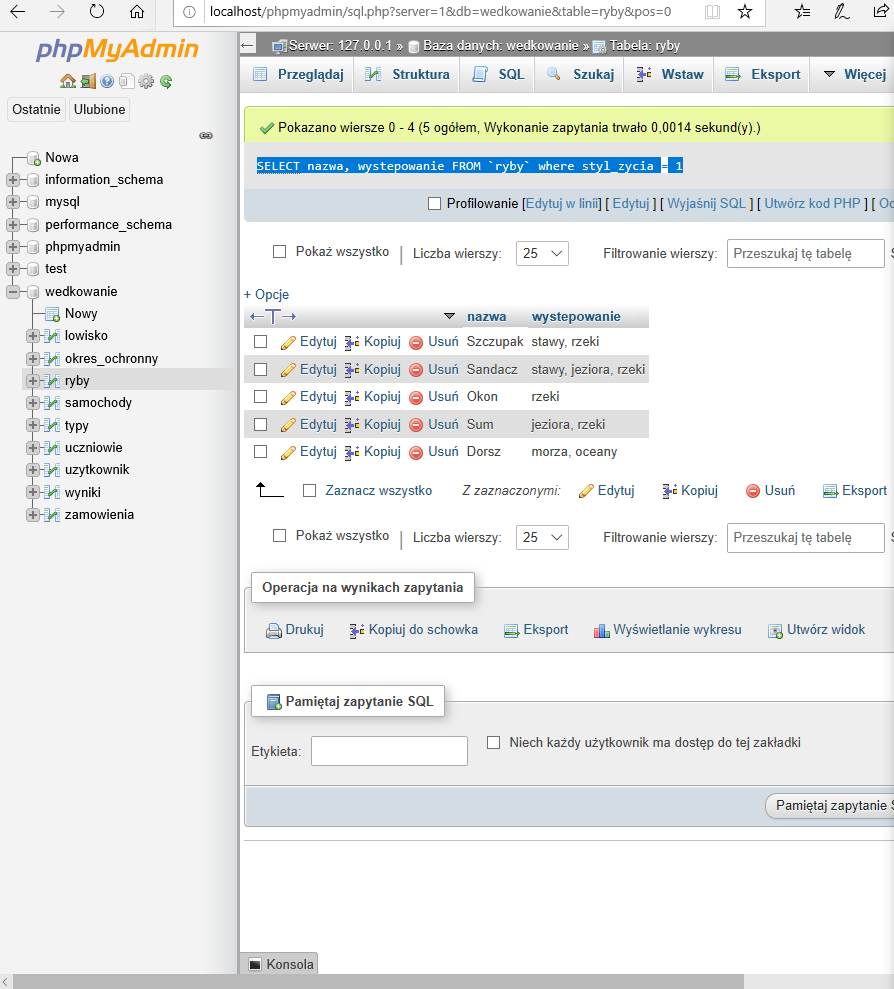 localhost/phpmyadmin/sql.php?server=1&db=wedkowanie&table=ryby&pos=0
phpMyAdmin
Ostatnie Ulubione
Nowa
information_schema
mysql
performance_schema
phpmyadmin
test
wedkowanie
Nowy
lowisko
okres_ochronny
ryby
samochody
typy
uczniowie
uzytkownik
wyniki
zamowienia
Serwer: 127.0.0.1 » Baza danych: wedkowanie » Tabela: ryby
Przeglądaj Struktura SQL Szukaj Wstaw Eksport Więcej
Pokazano wiersze 0 - 4 (5 ogółem, Wykonanie zapytania trwało 0,0014 sekund(y).)
SELECT nazwa, wystepowanie FROM `ryby` where styl_zycia = 1
Profilowanie [Edytuj w linii] [ Edytuj ] [ Wyjaśnij SQL ] [ Utwórz kod PHP ] [
Pokaż wszystko | Liczba wierszy: 25 Filtrowanie wierszy: Przeszukaj tę tabelę
+ Opcje
←T→ nazwa wystepowanie
Edytuj Kopiuj Usuń Szczupak stawy, rzeki
Edytuj Kopiuj Usuń Sandacz stawy, jeziora, rzeki
Edytuj Kopiuj Usuń Okon rzeki
Edytuj Kopiuj Usuń Sum jeziora, rzeki
Edytuj Kopiuj Usuń Dorsz morza, oceany
Zaznacz wszystko Z zaznaczonymi: Edytuj Kopiuj Usuń Eksport
Pokaż wszystko | Liczba wierszy: 25 Filtrowanie wierszy: Przeszukaj tę tabelę
Operacja na wynikach zapytania
Drukuj Kopiuj do schowka Eksport Wyświetlanie wykresu Utwórz widok
Pamiętaj zapytanie SQL
Etykieta: Niech każdy użytkownik ma dostęp do tej zakładki
Pamiętaj zapytanie
Konsola